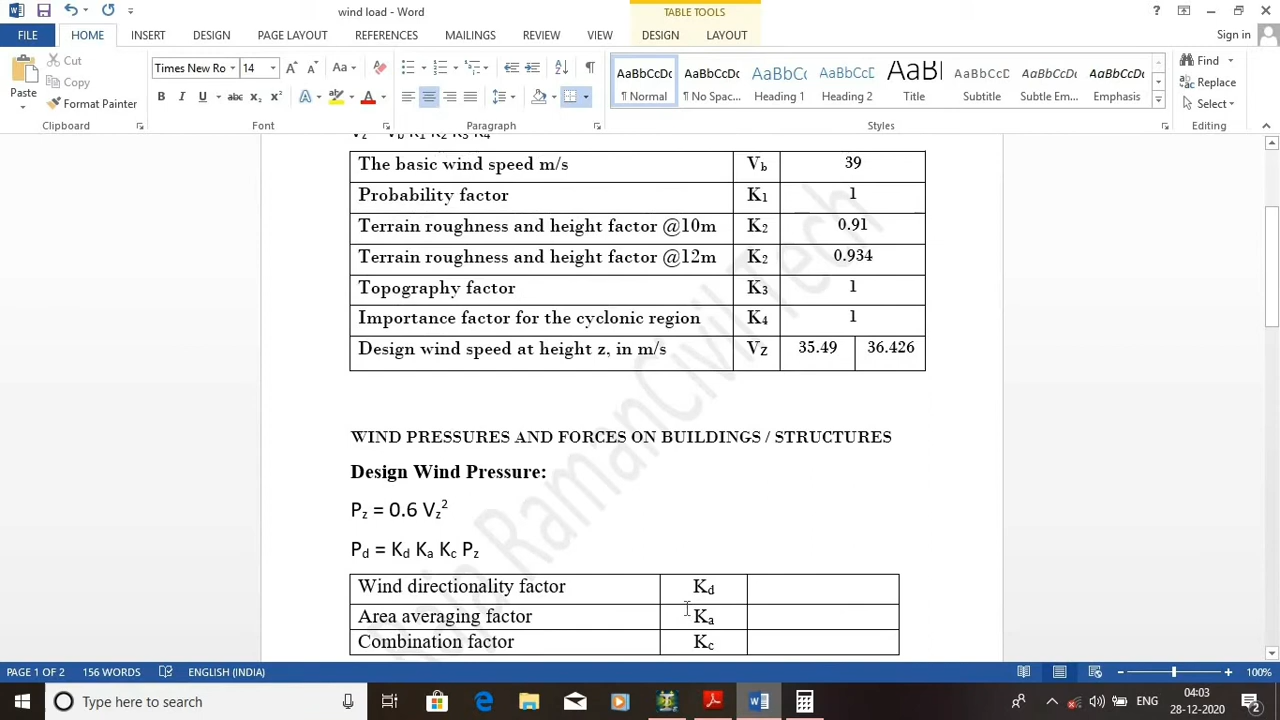 wind load - Word
TABLE TOOLS
?
FILE
HOME
INSERT
DESIGN
PAGE LAYOUT
REFERENCES
MAILINGS
REVIEW
VIEW
DESIGN
LAYOUT
Sign in
Paste
Cut
Copy
Format Painter
Times New Ro
14
AaBbCcDc AaBbCcDc AaBbCc AaBbCcC AaBl AaBbCcD AaBbCcDc AaBbCcDc
¶ Normal
¶ No Spac...
Heading 1
Heading 2
Title
Subtitle
Subtle Em...
Emphasis
Find
Replace
Select
Clipboard
Font
Paragraph
Styles
Editing
The basic wind speed m/s Vb 39
Probability factor K1 1
Terrain roughness and height factor @10m K2 0.91
Terrain roughness and height factor @12m K2 0.934
Topography factor K3 1
Importance factor for the cyclonic region K4 1
Design wind speed at height z, in m/s VZ 35.49 36.426
WIND PRESSURES AND FORCES ON BUILDINGS / STRUCTURES
Design Wind Pressure:
Pz = 0.6 Vz2
Pd = Kd Ka Kc Pz
Wind directionality factor Kd
Area averaging factor Ka
Combination factor Kc
RamanCivilTech
PAGE 1 OF 2
156 WORDS
ENGLISH (INDIA)
100%
Type here to search
ENG
04:03
28-12-2020
2